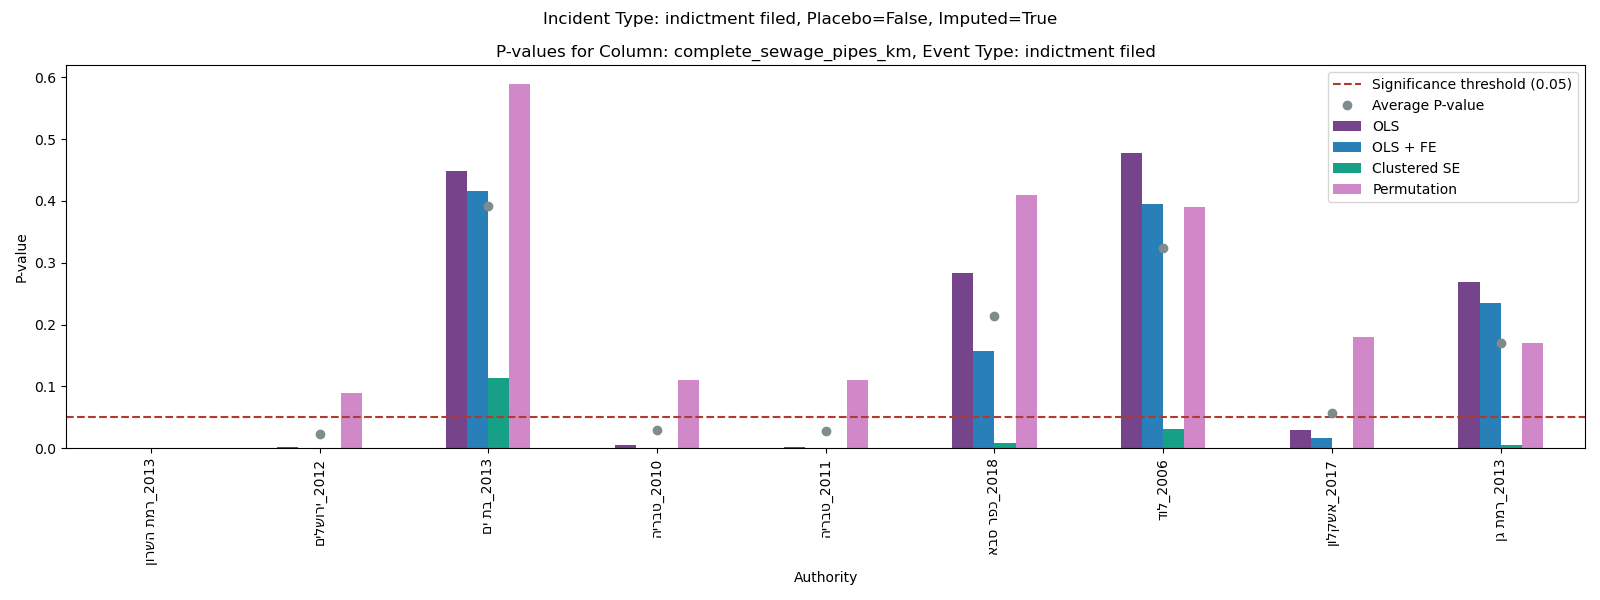 Incident Type: indictment filed, Placebo=False, Imputed=True
P-values for Column: complete_sewage_pipes_km, Event Type: indictment filed
0.6
0.5
0.4
0.3
0.2
0.1
0.0
P-value
Significance threshold (0.05)
Average P-value
OLS
OLS + FE
Clustered SE
Permutation
רמת השרון_2013
ירושלים_2012
בת ים_2013
טבריה_2010
טבריה_2011
כפר סבא_2018
לוד_2006
אשקלון_2017
רמת גן_2013
Authority